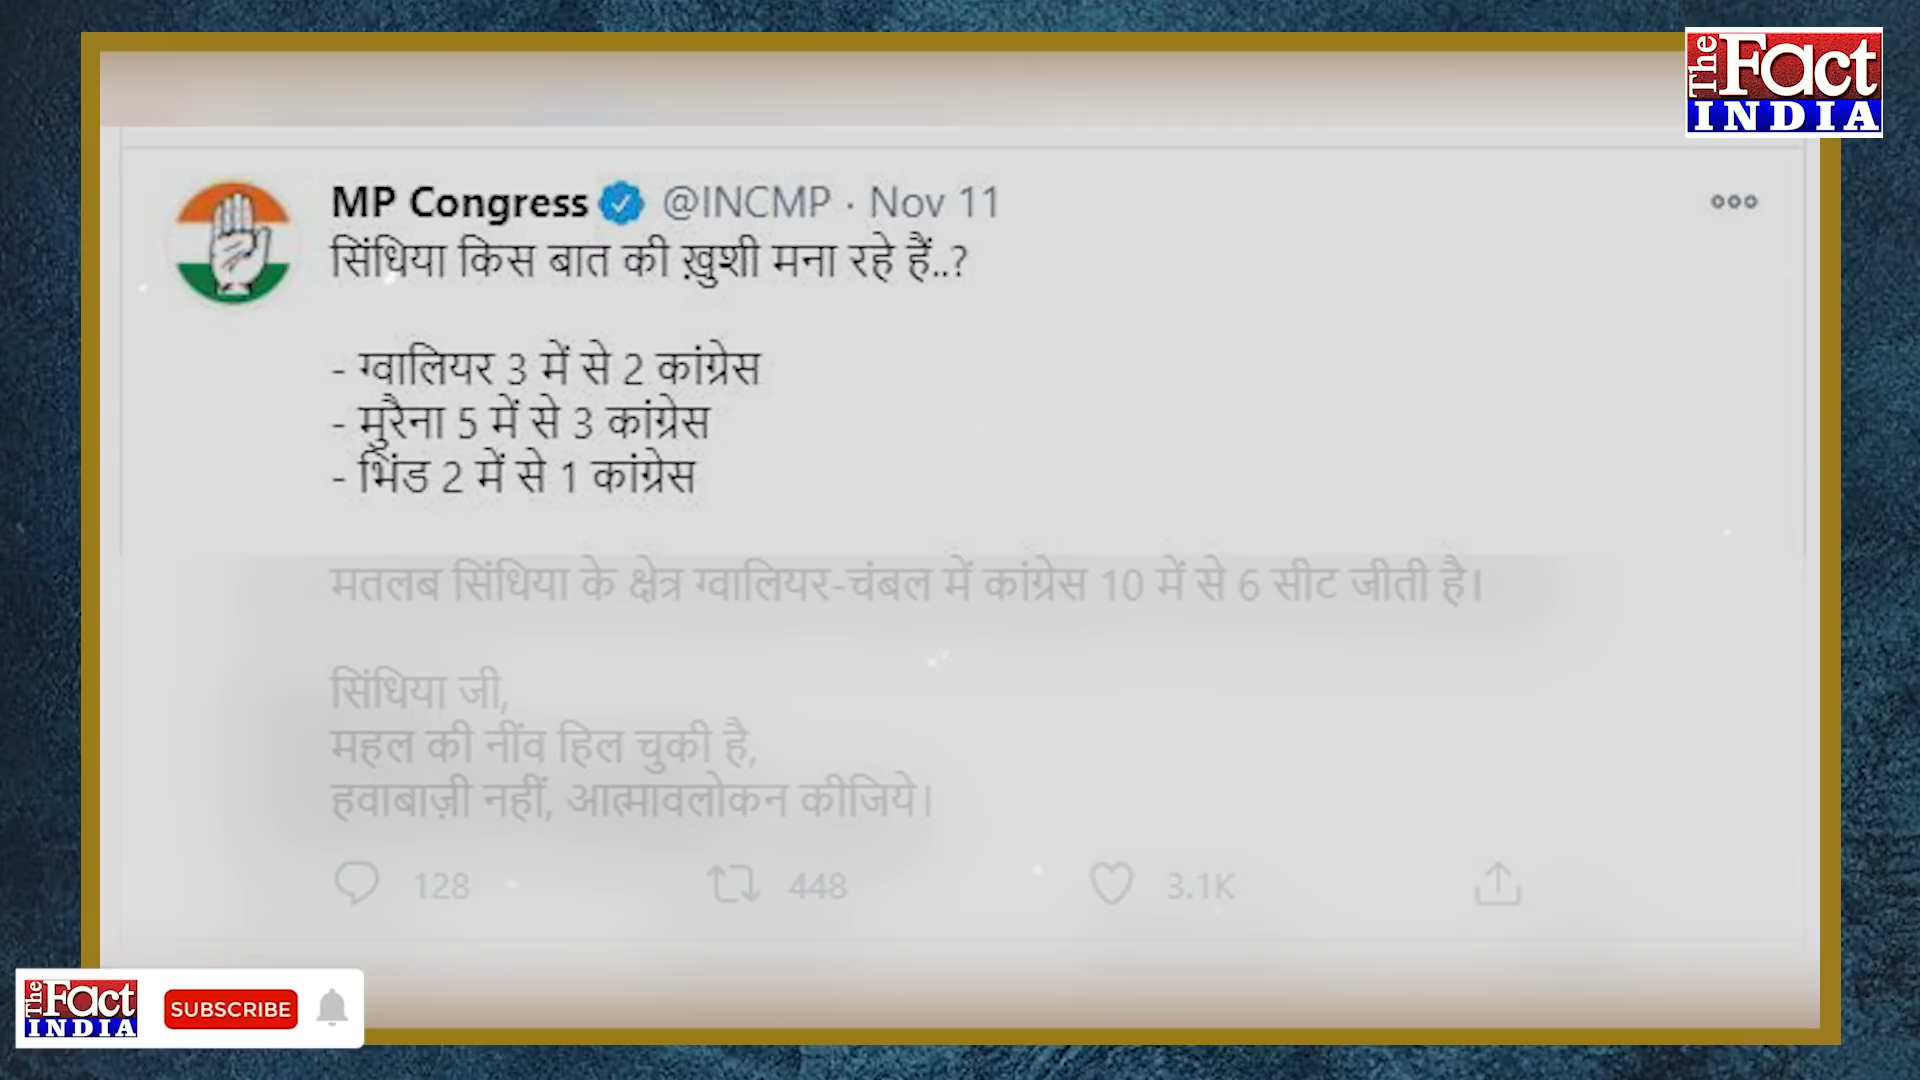 The Fact
INDIA
MP Congress @INCMP · Nov 11
सिंधिया किस बात की ख़ुशी मना रहे हैं..?
- ग्वालियर 3 में से 2 कांग्रेस
- मुरैना 5 में से 3 कांग्रेस
- भिंड 2 में से 1 कांग्रेस
मतलब सिंधिया के क्षेत्र ग्वालियर-चंबल में कांग्रेस 10 में से 6 सीट जीती है।
सिंधिया जी,
महल की नींव हिल चुकी है,
हवाबाज़ी नहीं, आत्मावलोकन कीजिये।
128 448 3.1K
The Fact
INDIA
SUBSCRIBE